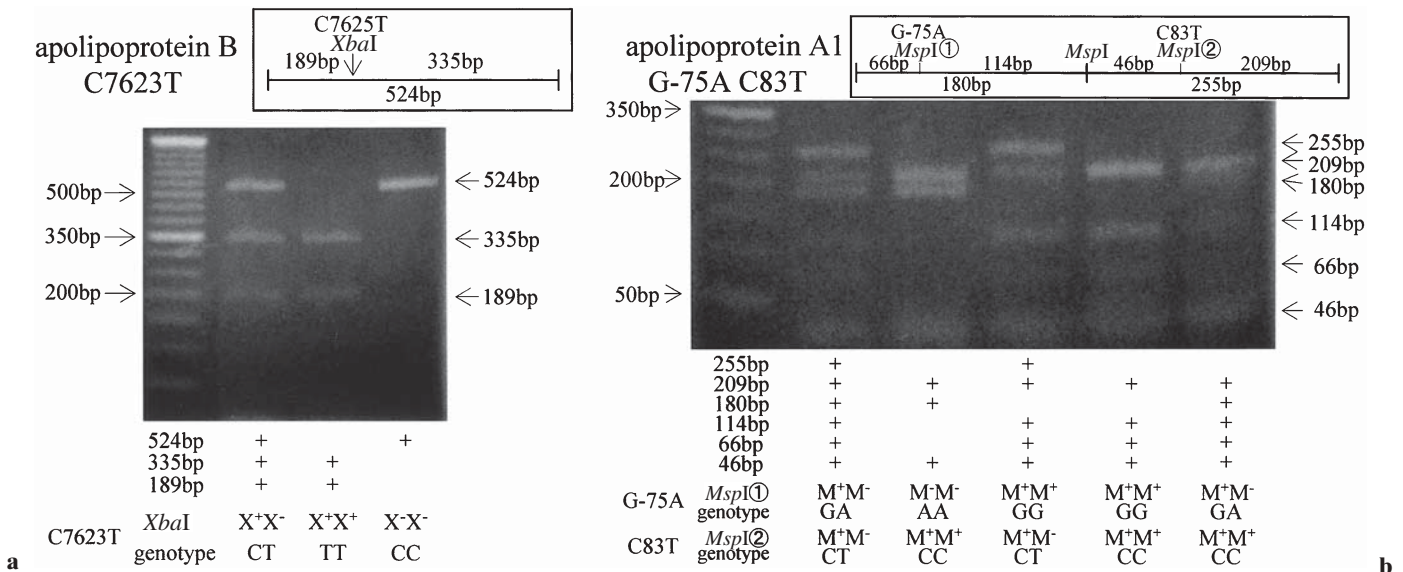 apolipoprotein B
C7623T
C7625T
XbaI
189bp
335bp
524bp
500bp
350bp
200bp
524bp
335bp
189bp
524bp + +
335bp + +
189bp + +
C7623T
XbaI X⁺X⁻ X⁺X⁺ X⁻X⁻
genotype CT TT CC
a
apolipoprotein A1
G-75A C83T
G-75A
MspI①
C83T
MspI②
MspI
66bp
114bp
46bp
209bp
180bp
255bp
350bp
200bp
50bp
255bp
209bp
180bp
114bp
66bp
46bp
255bp + +
209bp + + + + +
180bp + + +
114bp + + + +
66bp + + + +
46bp + + + + +
G-75A
MspI① M⁺M⁻ M⁻M⁻ M⁺M⁺ M⁺M⁺ M⁺M⁻
genotype GA AA GG GG GA
C83T
MspI② M⁺M⁻ M⁺M⁺ M⁺M⁻ M⁺M⁺ M⁺M⁺
genotype CT CC CT CC CC
b